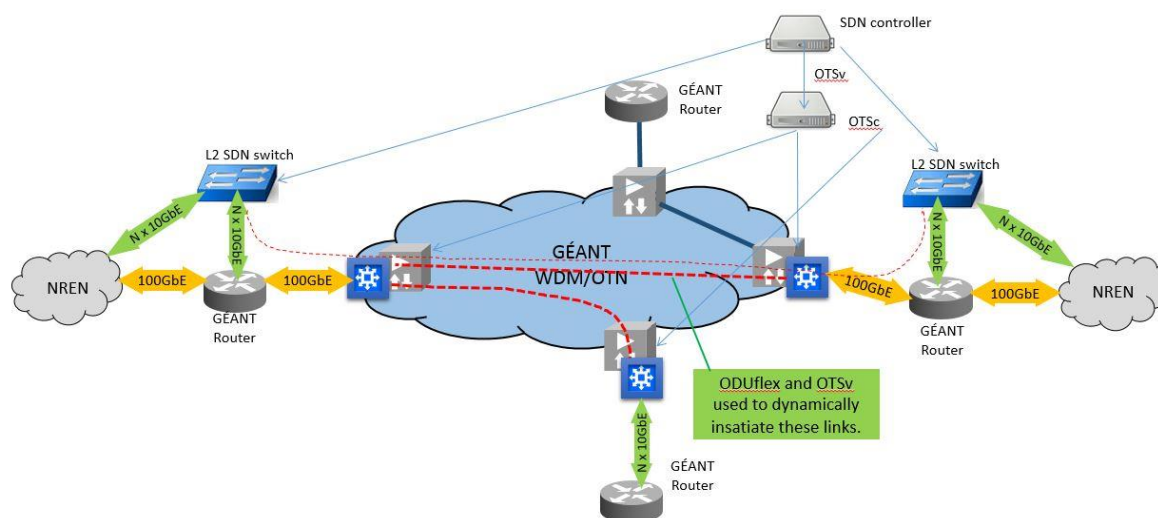 SDN controller
OTSv
GÉANT
Router
OTSc
L2 SDN switch
L2 SDN switch
N x 10GbE
N x 10GbE
N x 10GbE
N x 10GbE
GÉANT
WDM/OTN
NREN
100GbE
100GbE
100GbE
100GbE
NREN
GÉANT
Router
GÉANT
Router
ODUflex and OTSv
used to dynamically
insatiate these links.
N x 10GbE
GÉANT
Router